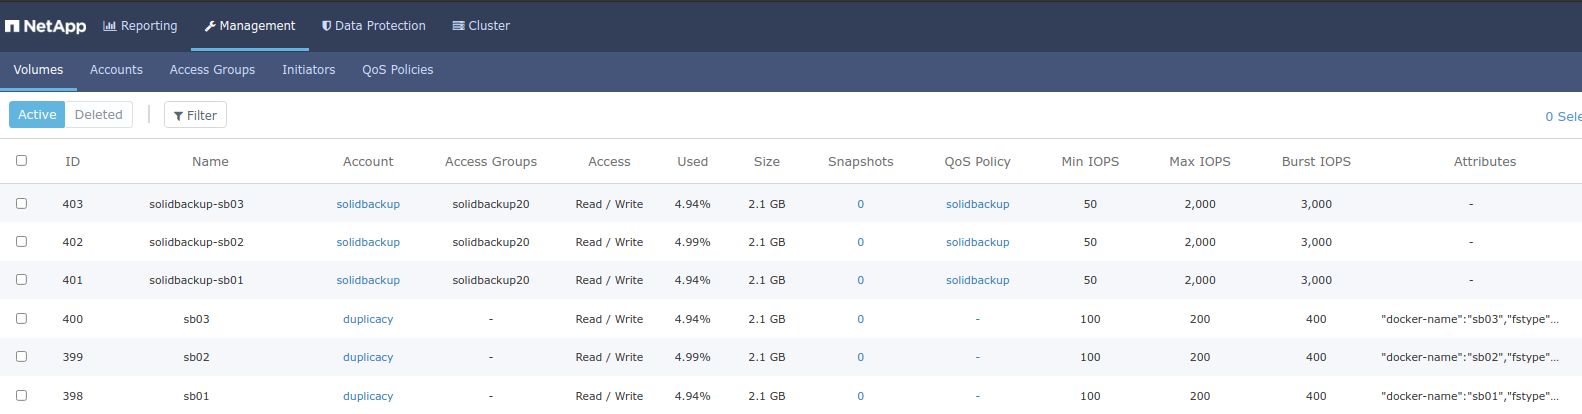 NetApp Reporting Management Data Protection Cluster
Volumes Accounts Access Groups Initiators QoS Policies
Active Deleted Filter 0 Sele
ID Name Account Access Groups Access Used Size Snapshots QoS Policy Min IOPS Max IOPS Burst IOPS Attributes
403 solidbackup-sb03 solidbackup solidbackup20 Read / Write 4.94% 2.1 GB 0 solidbackup 50 2,000 3,000 -
402 solidbackup-sb02 solidbackup solidbackup20 Read / Write 4.99% 2.1 GB 0 solidbackup 50 2,000 3,000 -
401 solidbackup-sb01 solidbackup solidbackup20 Read / Write 4.94% 2.1 GB 0 solidbackup 50 2,000 3,000 -
400 sb03 duplicacy - Read / Write 4.94% 2.1 GB 0 - 100 200 400 "docker-name":"sb03","fstype"...
399 sb02 duplicacy - Read / Write 4.99% 2.1 GB 0 - 100 200 400 "docker-name":"sb02","fstype"...
398 sb01 duplicacy - Read / Write 4.94% 2.1 GB 0 - 100 200 400 "docker-name":"sb01","fstype"...